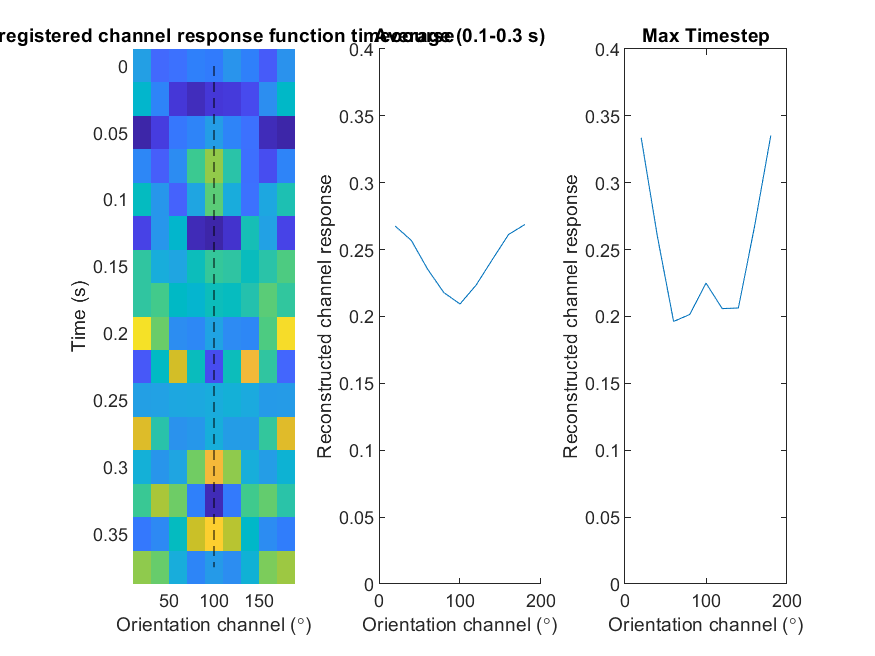 registered channel response function timecourse
Average (0.1-0.3 s)
Max Timestep
0
0.05
0.1
0.15
0.2
0.25
0.3
0.35
Time (s)
50 100 150
Orientation channel (°)
0.4
0.35
0.3
0.25
0.2
0.15
0.1
0.05
0
Reconstructed channel response
0 100 200
Orientation channel (°)
0.4
0.35
0.3
0.25
0.2
0.15
0.1
0.05
0
Reconstructed channel response
0 100 200
Orientation channel (°)